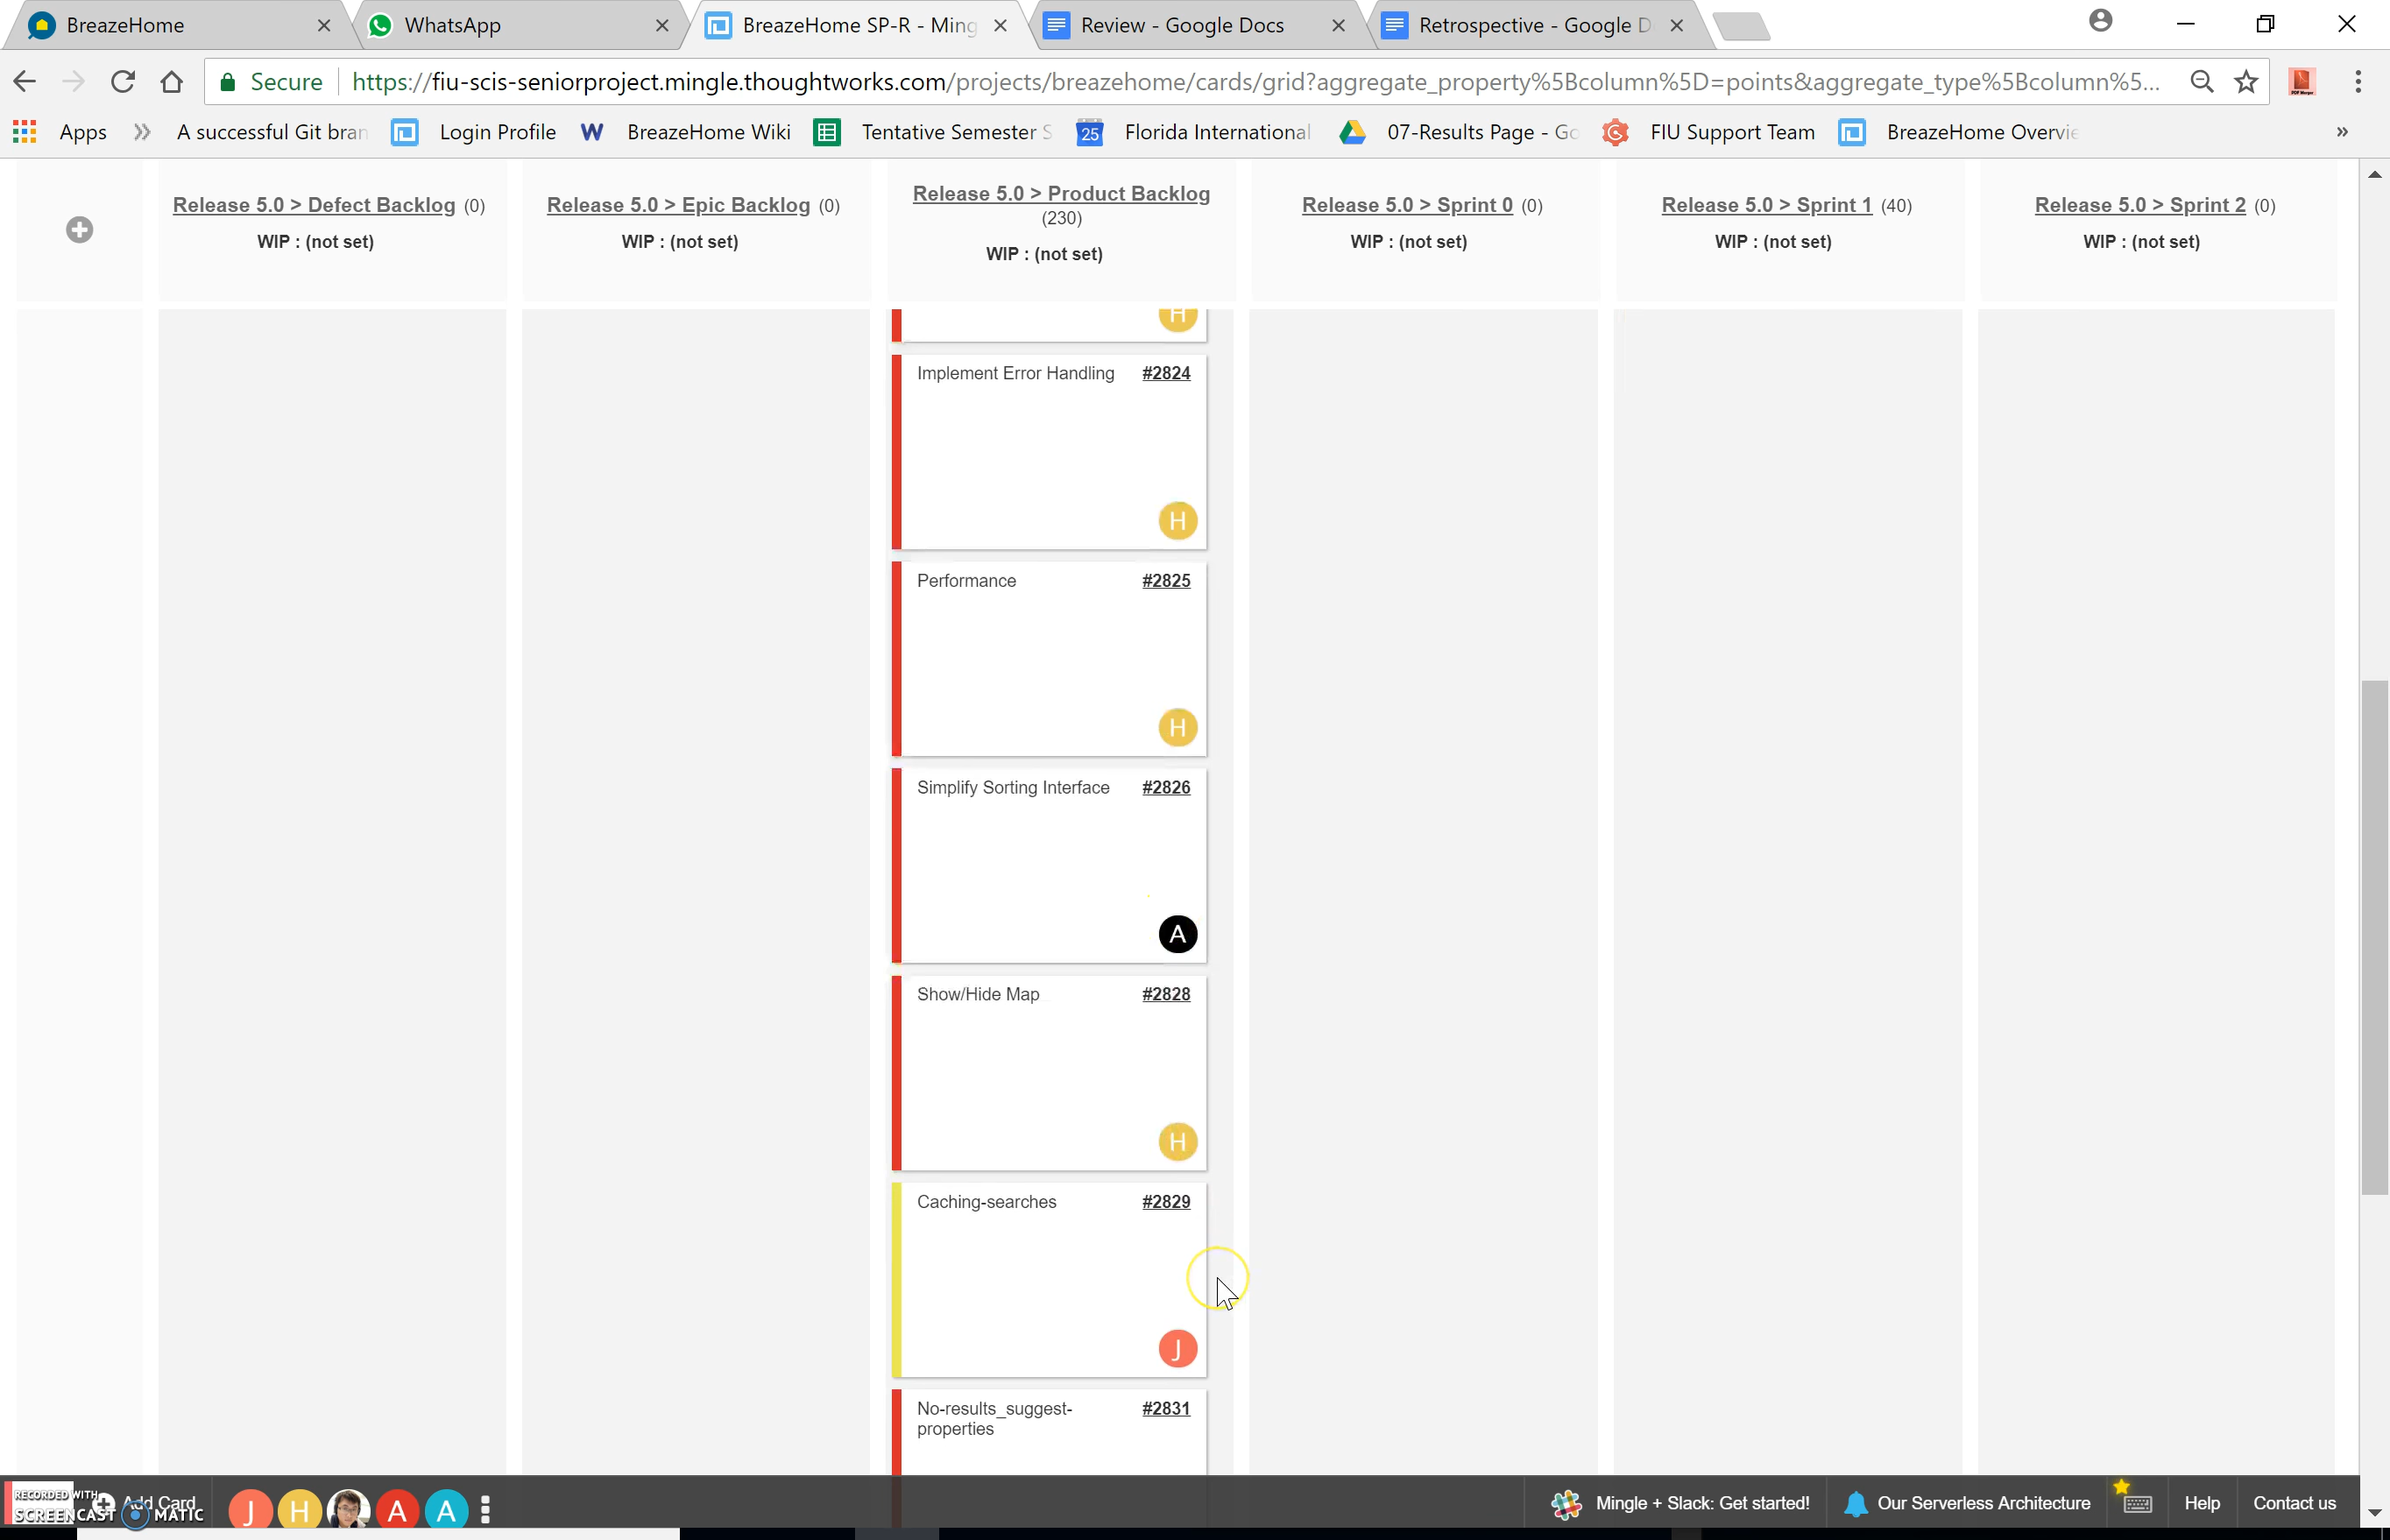 BreazeHome
WhatsApp
BreazeHome SP-R - Ming
Review - Google Docs
Retrospective - Google D
Secure
https://fiu-scis-seniorproject.mingle.thoughtworks.com/projects/breazehome/cards/grid?aggregate_property%5Bcolumn%5D=points&aggregate_type%5Bcolumn%5...
Apps
A successful Git bran
Login Profile
W
BreazeHome Wiki
Tentative Semester S
25
Florida International
07-Results Page - Go
FIU Support Team
BreazeHome Overvie
Release 5.0 > Defect Backlog (0)
WIP : (not set)
Release 5.0 > Epic Backlog (0)
WIP : (not set)
Release 5.0 > Product Backlog
(230)
WIP : (not set)
Release 5.0 > Sprint 0 (0)
WIP : (not set)
Release 5.0 > Sprint 1 (40)
WIP : (not set)
Release 5.0 > Sprint 2 (0)
WIP : (not set)
H
Implement Error Handling #2824
H
Performance #2825
H
Simplify Sorting Interface #2826
A
Show/Hide Map #2828
H
Caching-searches #2829
J
No-results_suggest- #2831
properties
RECORDED WITH
SCREENCAST MATIC
Add Card
J H A A
Mingle + Slack: Get started!
Our Serverless Architecture
Help
Contact us